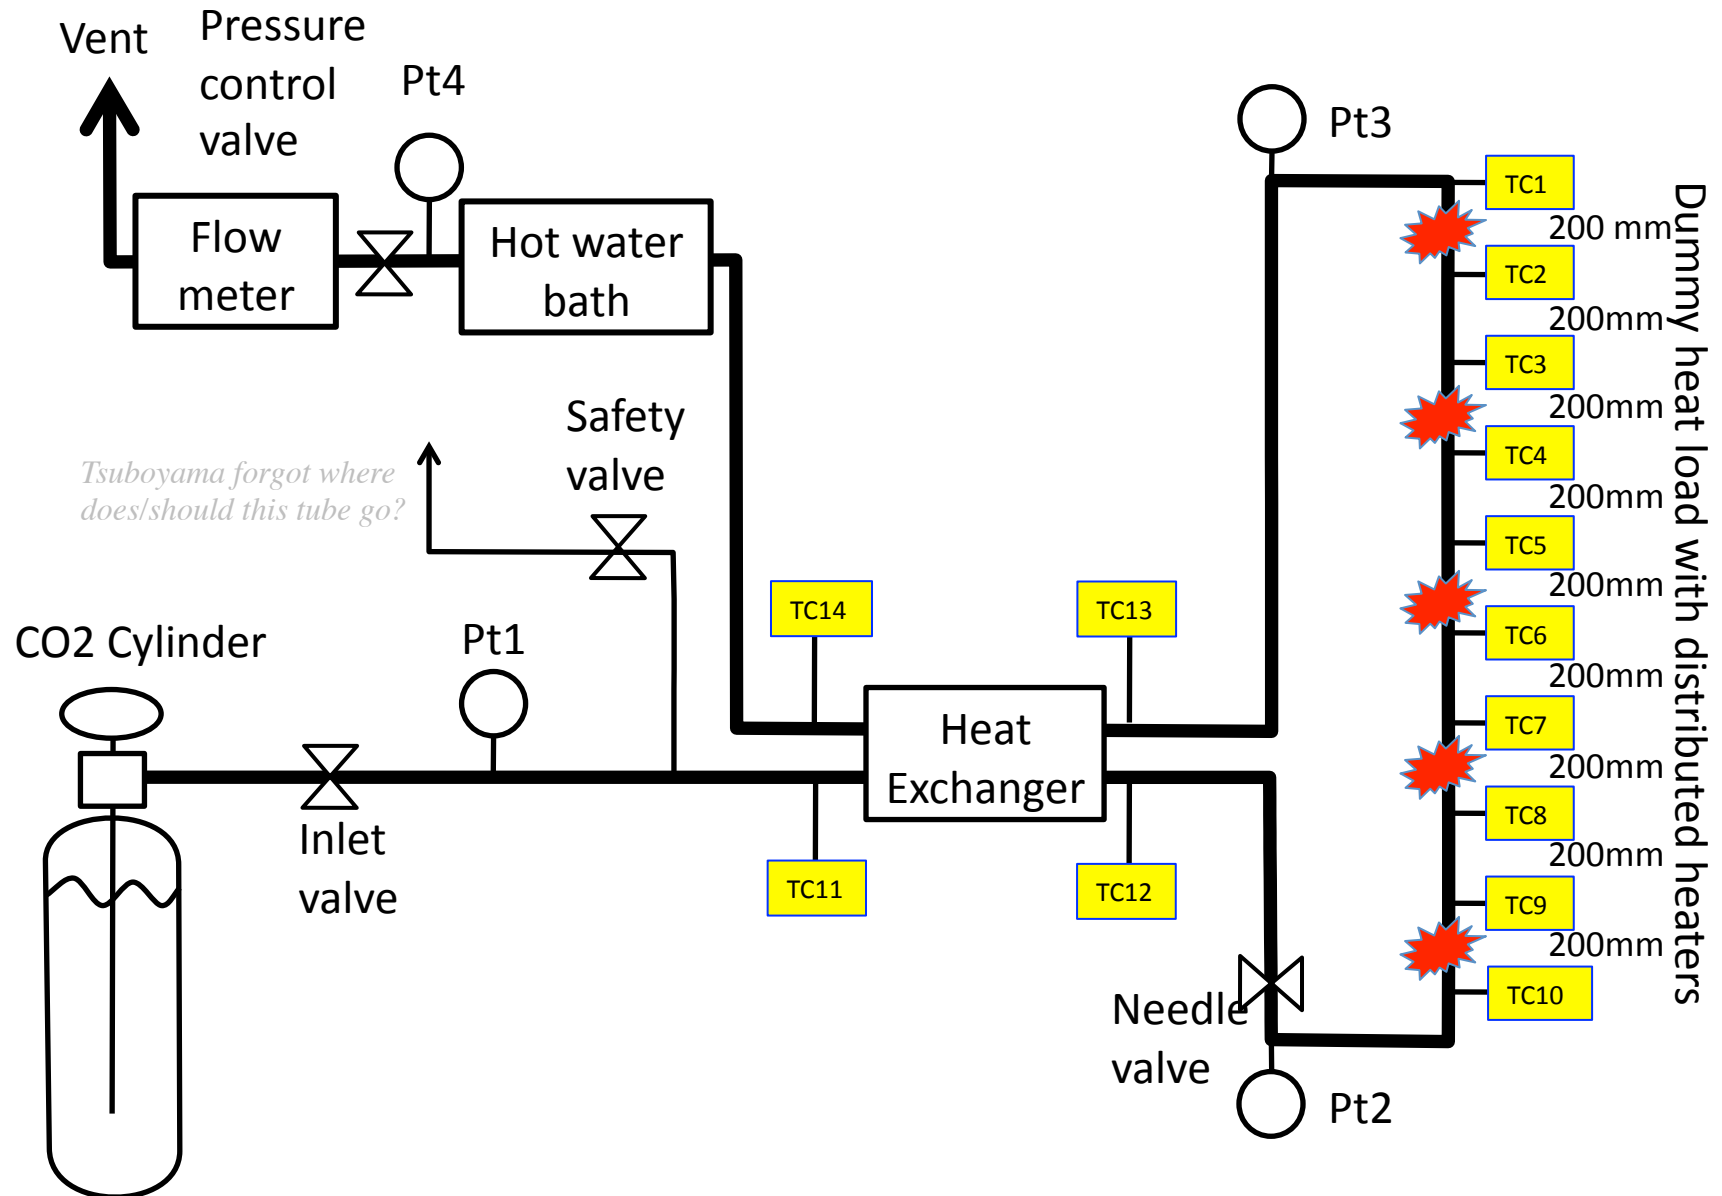 Vent
Pressure
control
valve
Pt4
Flow
meter
Hot water
bath
Pt3
TC1
200 mm
TC2
200mm
TC3
200mm
TC4
200mm
TC5
200mm
TC6
200mm
TC7
200mm
TC8
200mm
TC9
200mm
TC10
Dummy heat load with distributed heaters
Safety
valve
Tsuboyama forgot where
does/should this tube go?
CO2 Cylinder
Pt1
Inlet
valve
TC14
TC13
Heat
Exchanger
TC11
TC12
Needle
valve
Pt2